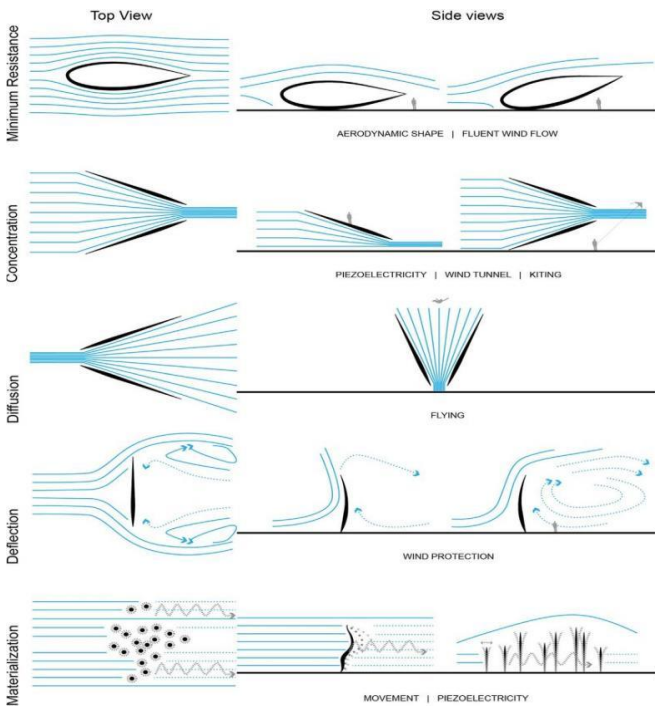 Top View
Side views
Minimum Resistance
AERODYNAMIC SHAPE | FLUENT WIND FLOW
Concentration
PIEZOELECTRICITY | WIND TUNNEL | KITING
Diffusion
FLYING
Deflection
WIND PROTECTION
Materialization
MOVEMENT | PIEZOELECTRICITY